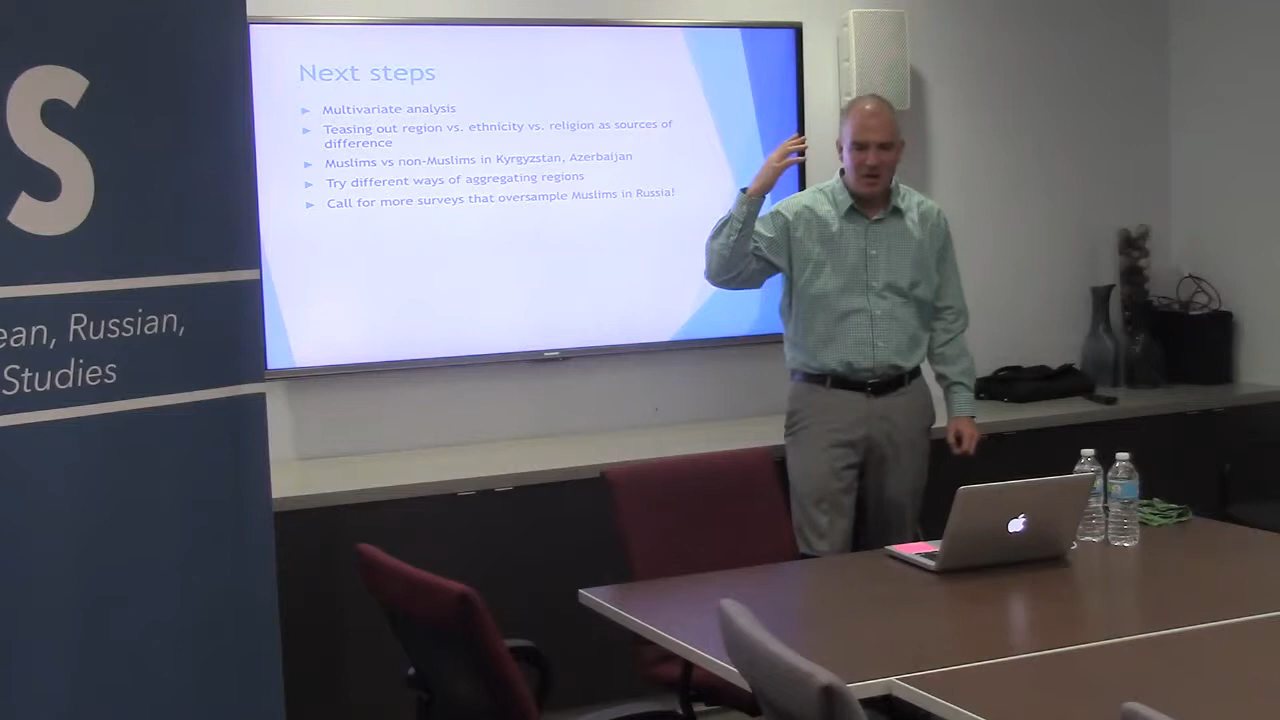 S
ean, Russian,
Studies
Next steps
Multivariate analysis
Teasing out region vs. ethnicity vs. religion as sources of
difference
Muslims vs non-Muslims in Kyrgyzstan, Azerbaijan
Try different ways of aggregating regions
Call for more surveys that oversample Muslims in Russia!